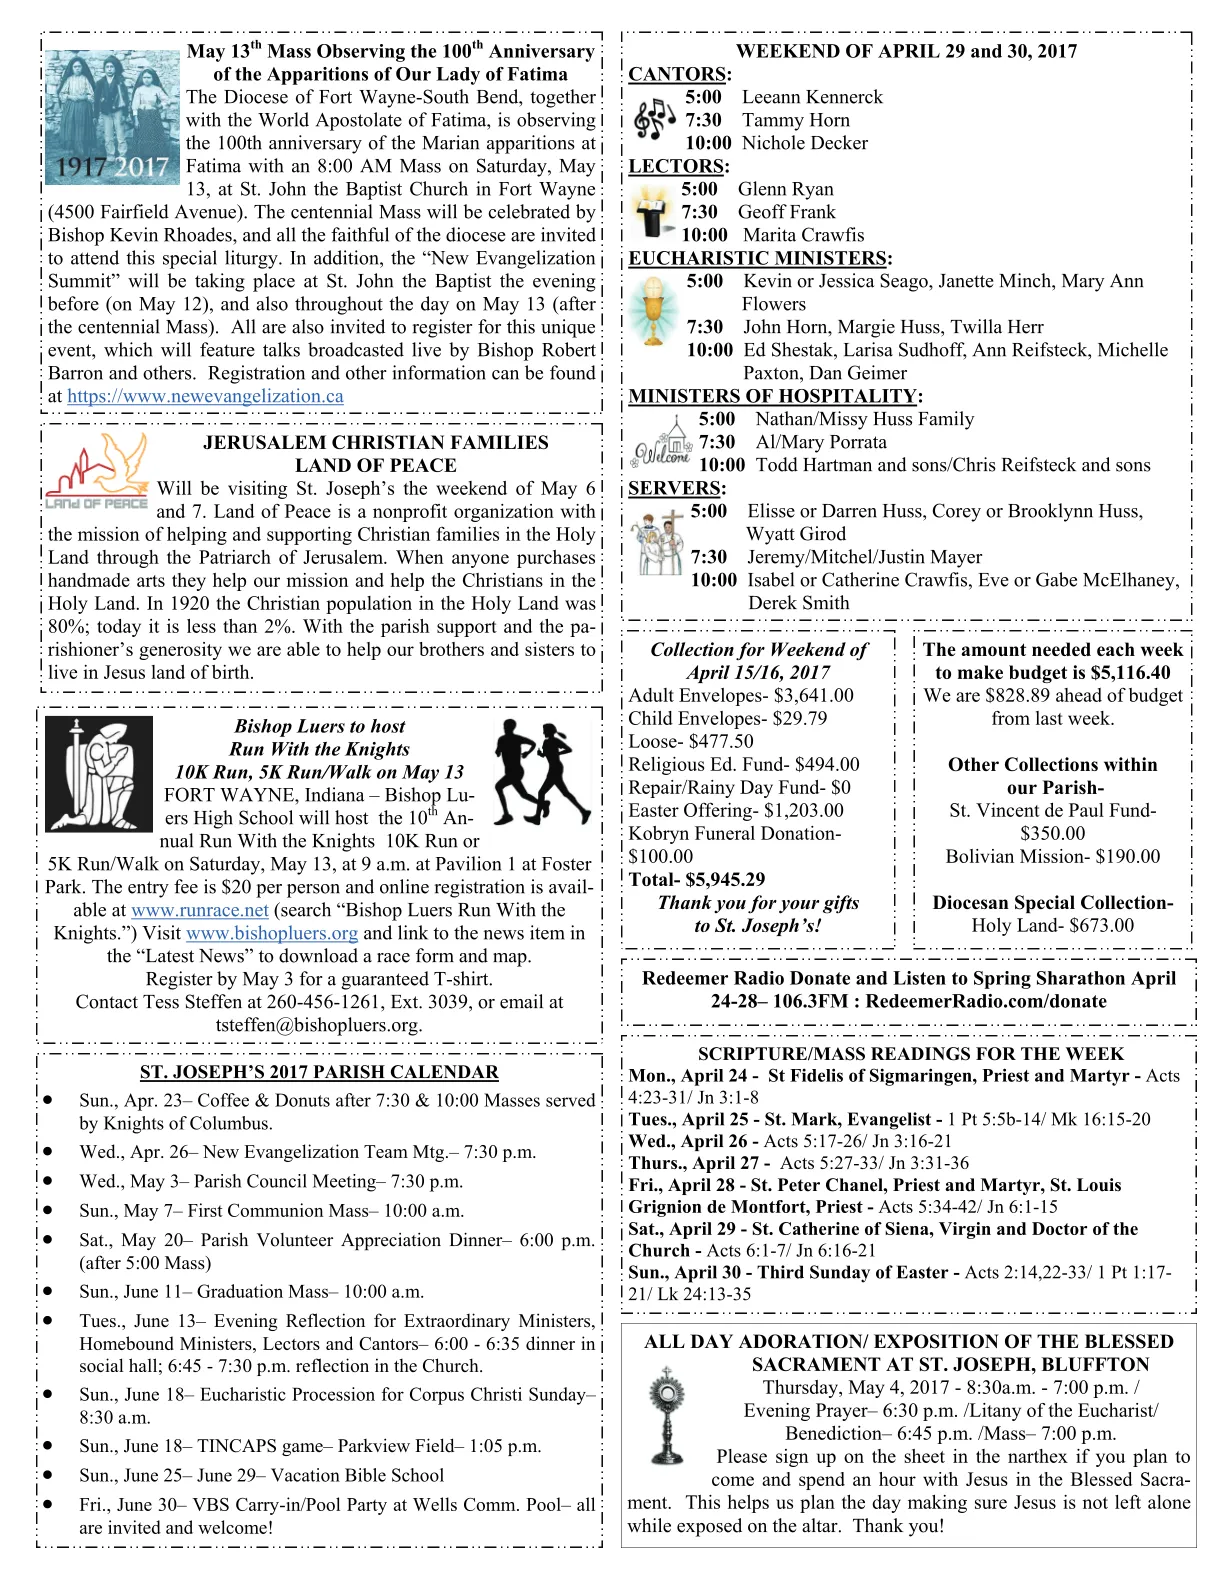 May 13th Mass Observing the 100th Anniversary
of the Apparitions of Our Lady of Fatima
The Diocese of Fort Wayne-South Bend, together
with the World Apostolate of Fatima, is observing
the 100th anniversary of the Marian apparitions at
Fatima with an 8:00 AM Mass on Saturday, May
13, at St. John the Baptist Church in Fort Wayne
(4500 Fairfield Avenue). The centennial Mass will be celebrated by
Bishop Kevin Rhoades, and all the faithful of the diocese are invited
to attend this special liturgy. In addition, the “New Evangelization
Summit” will be taking place at St. John the Baptist the evening
before (on May 12), and also throughout the day on May 13 (after
the centennial Mass). All are also invited to register for this unique
event, which will feature talks broadcasted live by Bishop Robert
Barron and others. Registration and other information can be found
at https://www.newevangelization.ca
1917 2017
JERUSALEM CHRISTIAN FAMILIES
LAND OF PEACE
LAnd OF PEACE
Will be visiting St. Joseph’s the weekend of May 6
and 7. Land of Peace is a nonprofit organization with
the mission of helping and supporting Christian families in the Holy
Land through the Patriarch of Jerusalem. When anyone purchases
handmade arts they help our mission and help the Christians in the
Holy Land. In 1920 the Christian population in the Holy Land was
80%; today it is less than 2%. With the parish support and the pa-
rishioner’s generosity we are able to help our brothers and sisters to
live in Jesus land of birth.
Bishop Luers to host
Run With the Knights
10K Run, 5K Run/Walk on May 13
FORT WAYNE, Indiana – Bishop Lu-
ers High School will host the 10th An-
nual Run With the Knights 10K Run or
5K Run/Walk on Saturday, May 13, at 9 a.m. at Pavilion 1 at Foster
Park. The entry fee is $20 per person and online registration is avail-
able at www.runrace.net (search “Bishop Luers Run With the
Knights.”) Visit www.bishopluers.org and link to the news item in
the “Latest News” to download a race form and map.
Register by May 3 for a guaranteed T-shirt.
Contact Tess Steffen at 260-456-1261, Ext. 3039, or email at
tsteffen@bishopluers.org.
ST. JOSEPH’S 2017 PARISH CALENDAR
• Sun., Apr. 23– Coffee & Donuts after 7:30 & 10:00 Masses served
by Knights of Columbus.
• Wed., Apr. 26– New Evangelization Team Mtg.– 7:30 p.m.
• Wed., May 3– Parish Council Meeting– 7:30 p.m.
• Sun., May 7– First Communion Mass– 10:00 a.m.
• Sat., May 20– Parish Volunteer Appreciation Dinner– 6:00 p.m.
(after 5:00 Mass)
• Sun., June 11– Graduation Mass– 10:00 a.m.
• Tues., June 13– Evening Reflection for Extraordinary Ministers,
Homebound Ministers, Lectors and Cantors– 6:00 - 6:35 dinner in
social hall; 6:45 - 7:30 p.m. reflection in the Church.
• Sun., June 18– Eucharistic Procession for Corpus Christi Sunday–
8:30 a.m.
• Sun., June 18– TINCAPS game– Parkview Field– 1:05 p.m.
• Sun., June 25– June 29– Vacation Bible School
• Fri., June 30– VBS Carry-in/Pool Party at Wells Comm. Pool– all
are invited and welcome!
WEEKEND OF APRIL 29 and 30, 2017
CANTORS:
5:00 Leeann Kennerck
7:30 Tammy Horn
10:00 Nichole Decker
LECTORS:
5:00 Glenn Ryan
7:30 Geoff Frank
10:00 Marita Crawfis
EUCHARISTIC MINISTERS:
5:00 Kevin or Jessica Seago, Janette Minch, Mary Ann
Flowers
7:30 John Horn, Margie Huss, Twilla Herr
10:00 Ed Shestak, Larisa Sudhoff, Ann Reifsteck, Michelle
Paxton, Dan Geimer
MINISTERS OF HOSPITALITY:
5:00 Nathan/Missy Huss Family
7:30 Al/Mary Porrata
Welcome
10:00 Todd Hartman and sons/Chris Reifsteck and sons
SERVERS:
5:00 Elisse or Darren Huss, Corey or Brooklynn Huss,
Wyatt Girod
7:30 Jeremy/Mitchel/Justin Mayer
10:00 Isabel or Catherine Crawfis, Eve or Gabe McElhaney,
Derek Smith
Collection for Weekend of
April 15/16, 2017
Adult Envelopes- $3,641.00
Child Envelopes- $29.79
Loose- $477.50
Religious Ed. Fund- $494.00
Repair/Rainy Day Fund- $0
Easter Offering- $1,203.00
Kobryn Funeral Donation-
$100.00
Total- $5,945.29
Thank you for your gifts
to St. Joseph’s!
The amount needed each week
to make budget is $5,116.40
We are $828.89 ahead of budget
from last week.
Other Collections within
our Parish-
St. Vincent de Paul Fund-
$350.00
Bolivian Mission- $190.00
Diocesan Special Collection-
Holy Land- $673.00
Redeemer Radio Donate and Listen to Spring Sharathon April
24-28– 106.3FM : RedeemerRadio.com/donate
SCRIPTURE/MASS READINGS FOR THE WEEK
Mon., April 24 - St Fidelis of Sigmaringen, Priest and Martyr - Acts
4:23-31/ Jn 3:1-8
Tues., April 25 - St. Mark, Evangelist - 1 Pt 5:5b-14/ Mk 16:15-20
Wed., April 26 - Acts 5:17-26/ Jn 3:16-21
Thurs., April 27 - Acts 5:27-33/ Jn 3:31-36
Fri., April 28 - St. Peter Chanel, Priest and Martyr, St. Louis
Grignion de Montfort, Priest - Acts 5:34-42/ Jn 6:1-15
Sat., April 29 - St. Catherine of Siena, Virgin and Doctor of the
Church - Acts 6:1-7/ Jn 6:16-21
Sun., April 30 - Third Sunday of Easter - Acts 2:14,22-33/ 1 Pt 1:17-
21/ Lk 24:13-35
ALL DAY ADORATION/ EXPOSITION OF THE BLESSED
SACRAMENT AT ST. JOSEPH, BLUFFTON
Thursday, May 4, 2017 - 8:30a.m. - 7:00 p.m. /
Evening Prayer– 6:30 p.m. /Litany of the Eucharist/
Benediction– 6:45 p.m. /Mass– 7:00 p.m.
Please sign up on the sheet in the narthex if you plan to
come and spend an hour with Jesus in the Blessed Sacra-
ment. This helps us plan the day making sure Jesus is not left alone
while exposed on the altar. Thank you!